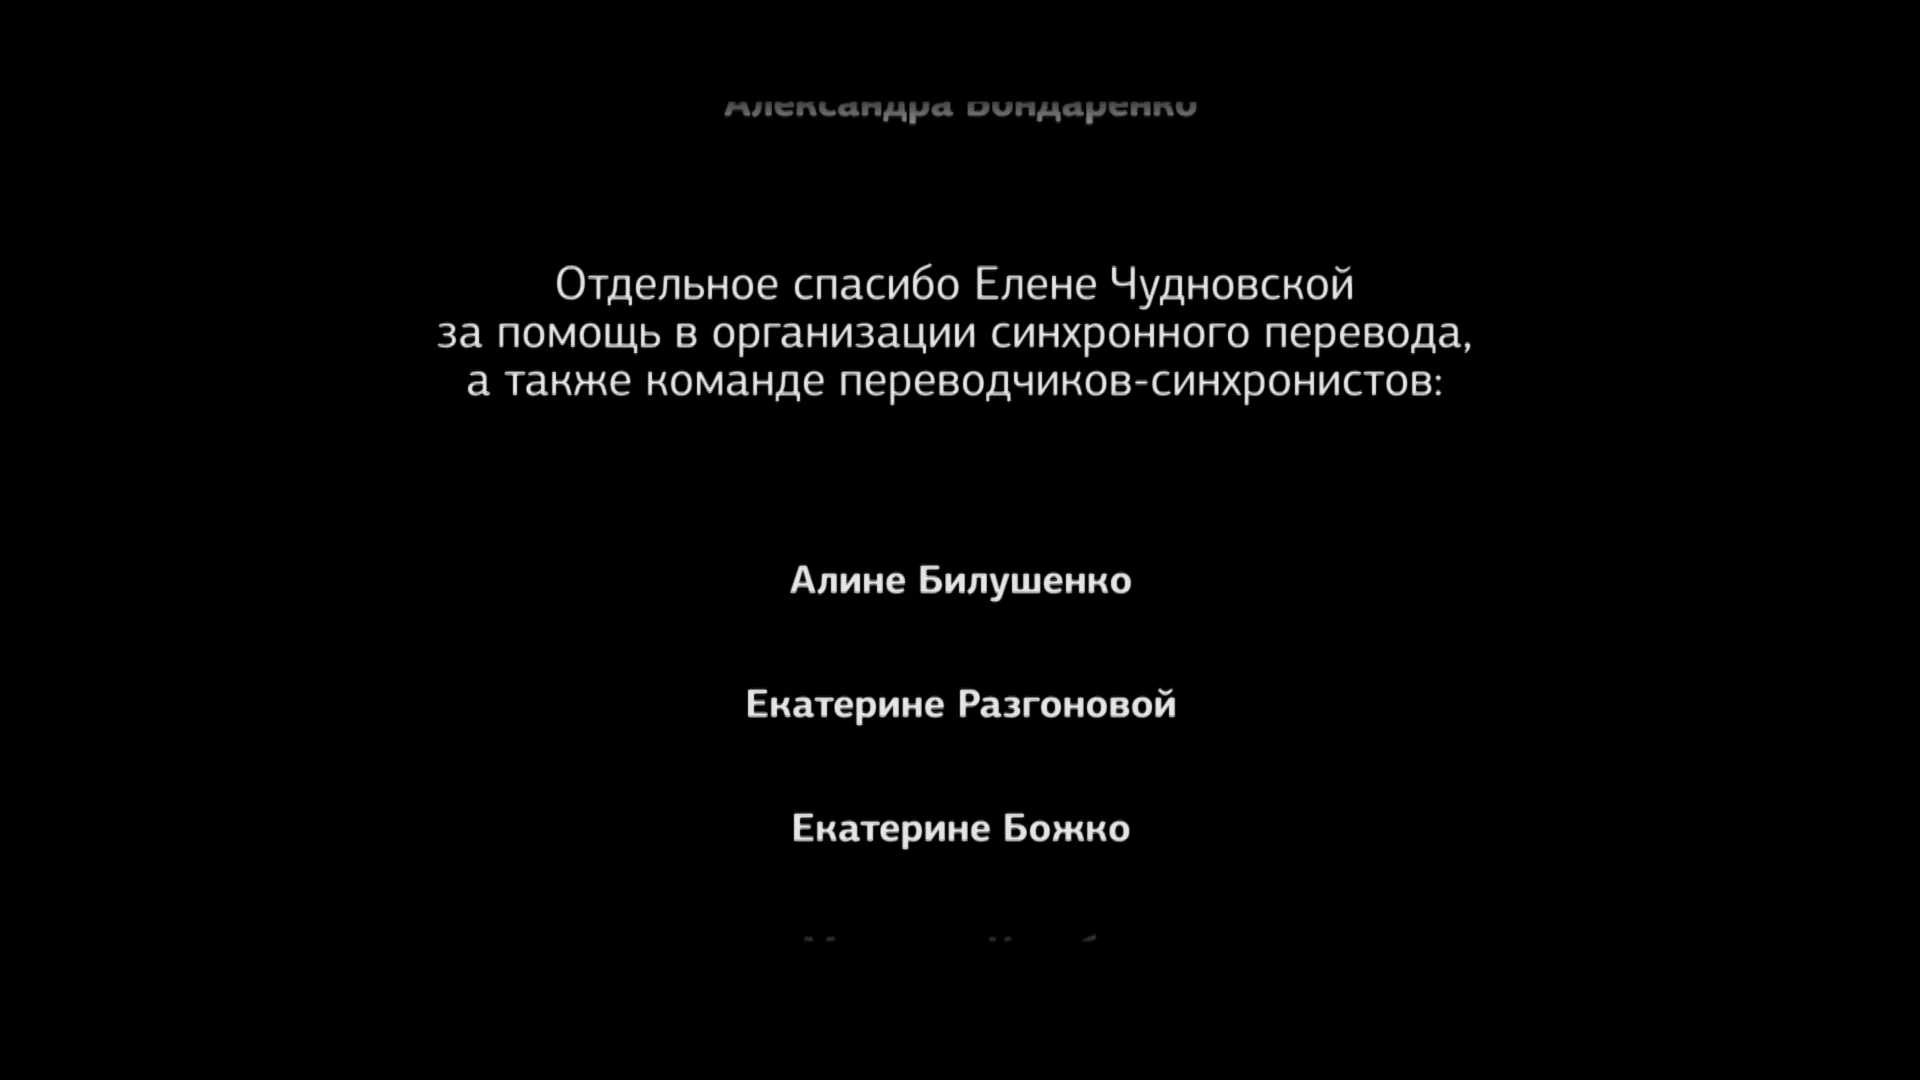 Александра Бондаренко
Отдельное спасибо Елене Чудновской
за помощь в организации синхронного перевода,
а также команде переводчиков-синхронистов:
Алине Билушенко
Екатерине Разгоновой
Екатерине Божко